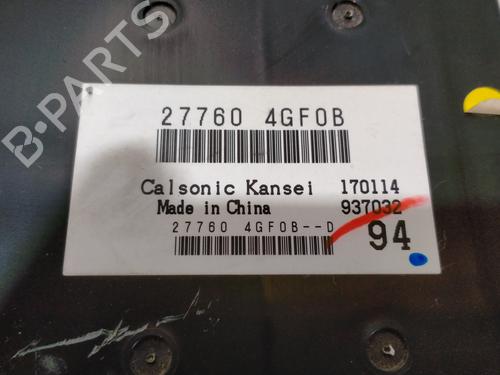 B-PARTS
27760 4GF0B
Calsonic Kansei 170114
Made in China 937032
27760 4GF0B--D
94